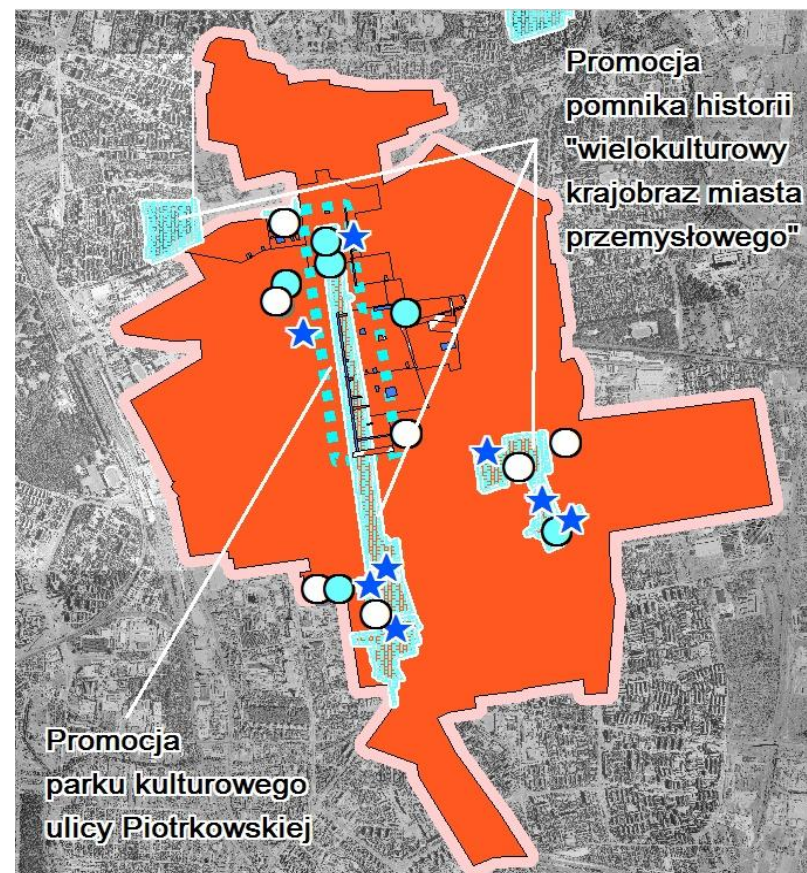 Promocja
pomnika historii
"wielokulturowy
krajobraz miasta
przemysłowego"
Promocja
parku kulturowego
ulicy Piotrkowskiej